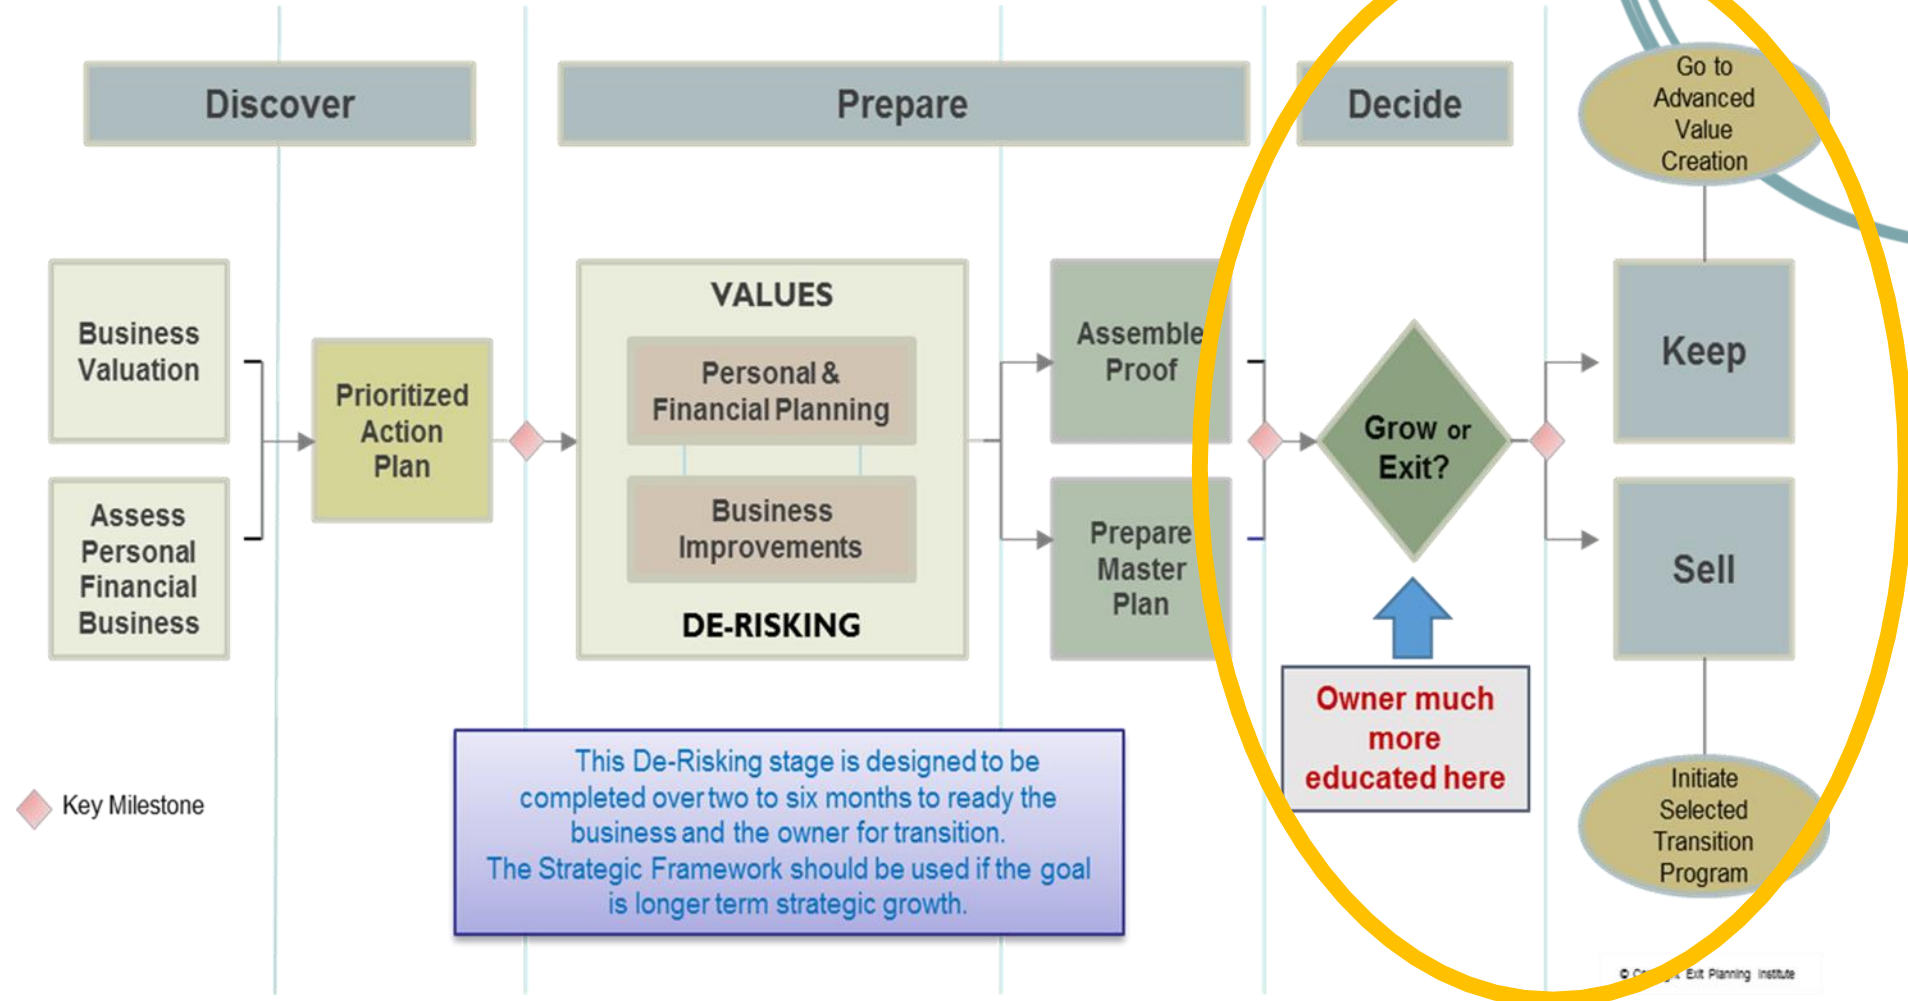 Discover
Prepare
Decide
Go to
Advanced
Value
Creation
Business
Valuation
Assess
Personal
Financial
Business
Prioritized
Action
Plan
VALUES
Personal &
Financial Planning
Business
Improvements
DE-RISKING
Assemble
Proof
Prepare
Master
Plan
Grow or
Exit?
Keep
Sell
Owner much
more
educated here
Initiate
Selected
Transition
Program
Key Milestone
This De-Risking stage is designed to be
completed over two to six months to ready the
business and the owner for transition.
The Strategic Framework should be used if the goal
is longer term strategic growth.
© Exit Planning Institute